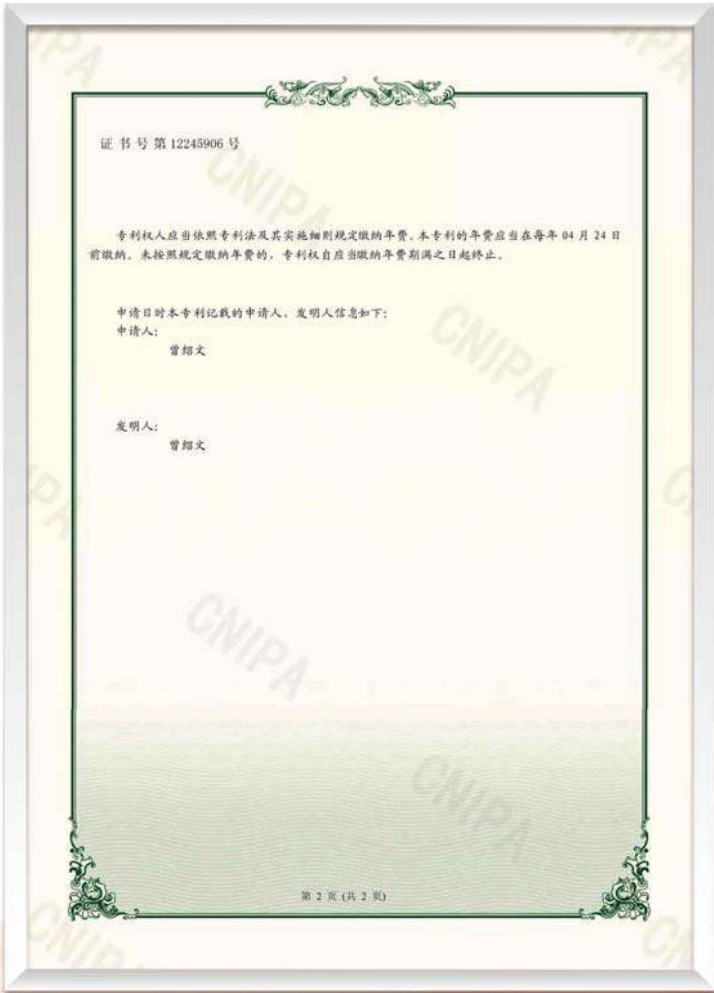 证书号第12245906号
专利权人应当依照专利法及其实施细则规定缴纳年费。本专利的年费应当在每年 04 月 24 日
前缴纳。未按照规定缴纳年费的，专利权自应当缴纳年费期满之日起终止。
申请日时本专利记载的申请人、发明人信息如下：
申请人：
曾绍文
发明人：
曾绍文
第 2 页 (共 2 页)
CNIPA
CNIPA
CNIPA
CNIPA